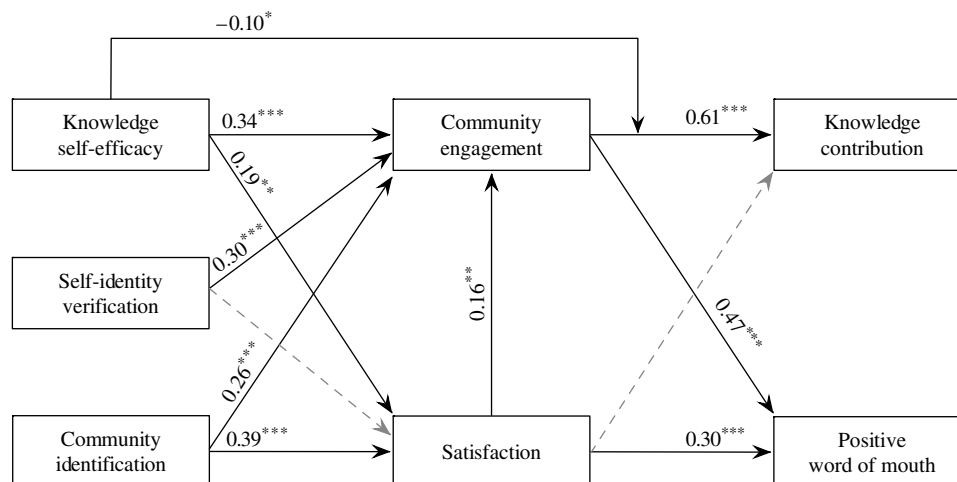 −0.10*
Knowledge
self-efficacy
0.34***
Community
engagement
0.61***
Knowledge
contribution
0.19**
0.30***
Self-identity
verification
0.16**
0.47***
0.26***
Community
identification
0.39***
Satisfaction
0.30***
Positive
word of mouth